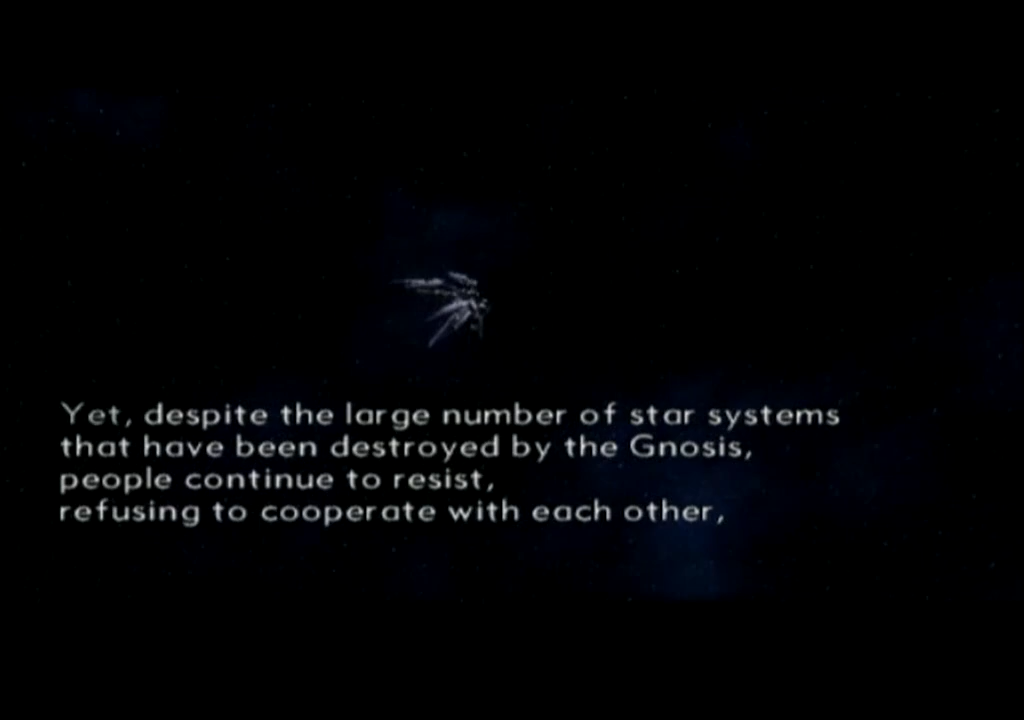 Yet, despite the large number of star systems
that have been destroyed by the Gnosis,
people continue to resist,
refusing to cooperate with each other,